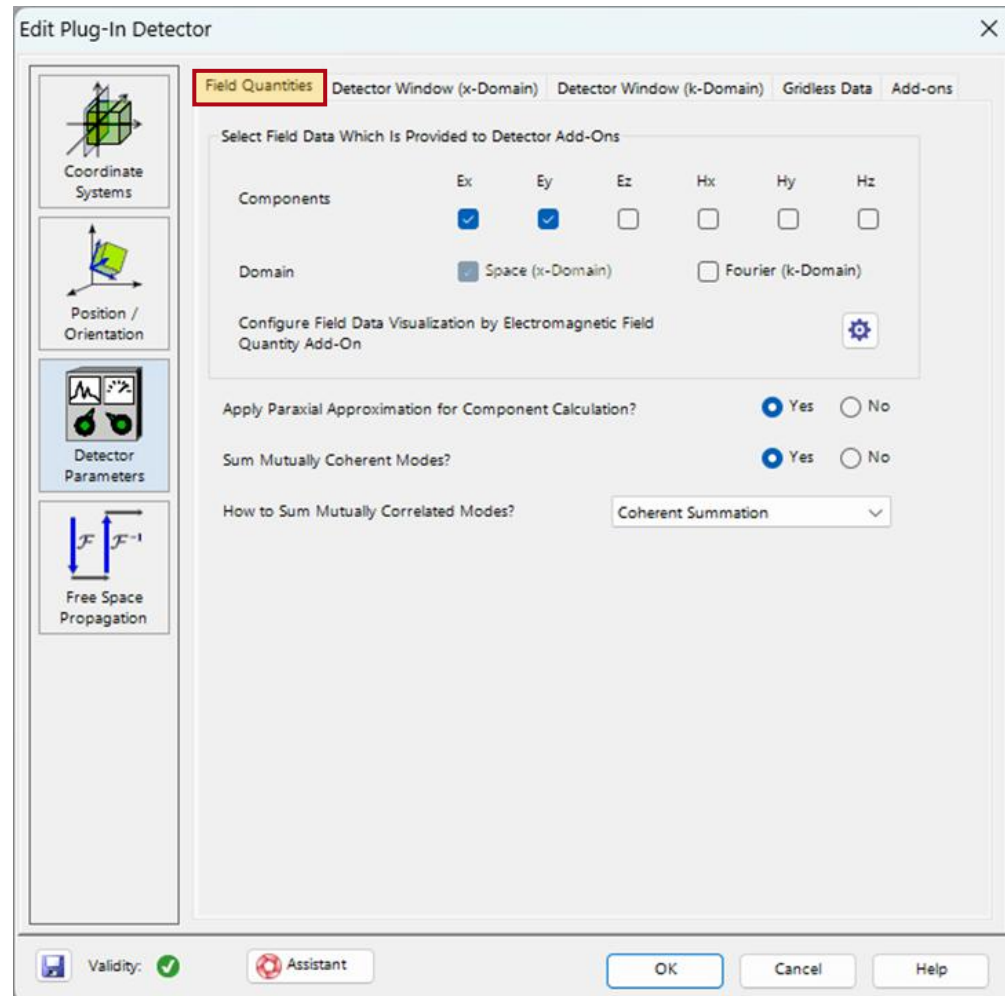 Edit Plug-In Detector
Coordinate
Systems
Position /
Orientation
Detector
Parameters
ℱ ℱ⁻¹
Free Space
Propagation
Field Quantities Detector Window (x-Domain) Detector Window (k-Domain) Gridless Data Add-ons
Select Field Data Which Is Provided to Detector Add-Ons
Ex Ey Ez Hx Hy Hz
Components
Domain Space (x-Domain) Fourier (k-Domain)
Configure Field Data Visualization by Electromagnetic Field
Quantity Add-On
Apply Paraxial Approximation for Component Calculation? Yes No
Sum Mutually Coherent Modes? Yes No
How to Sum Mutually Correlated Modes? Coherent Summation
Validity: Assistant OK Cancel Help